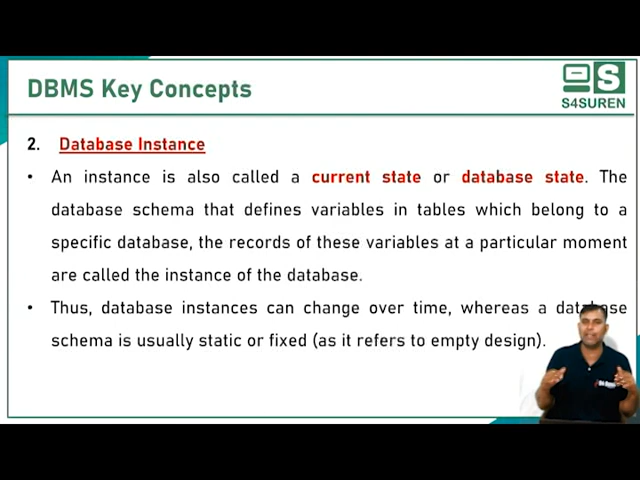 DBMS Key Concepts
S
S4SUREN
2. Database Instance
• An instance is also called a current state or database state. The
database schema that defines variables in tables which belong to a
specific database, the records of these variables at a particular moment
are called the instance of the database.
• Thus, database instances can change over time, whereas a database
schema is usually static or fixed (as it refers to empty design).